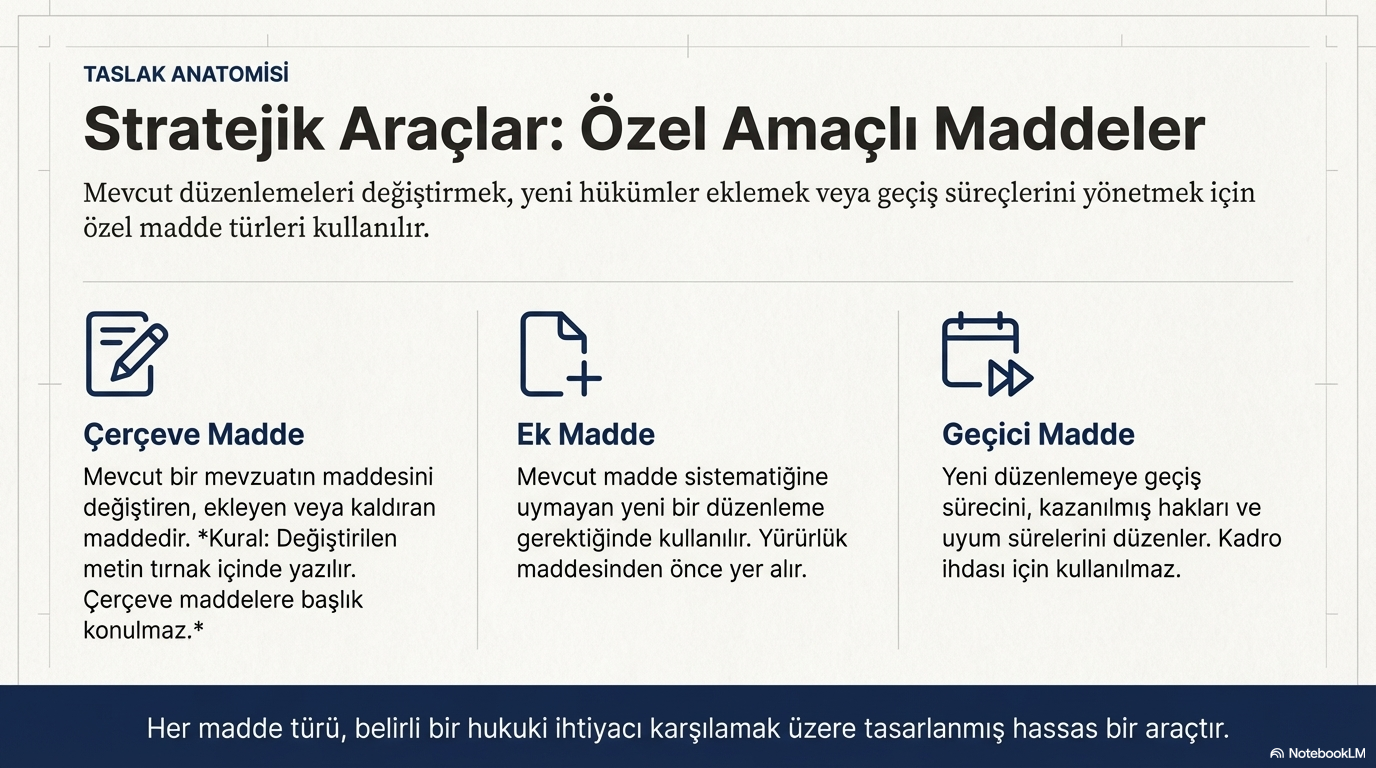 TASLAK ANATOMİSİ
Stratejik Araçlar: Özel Amaçlı Maddeler
Mevcut düzenlemeleri değiştirmek, yeni hükümler eklemek veya geçiş süreçlerini yönetmek için
özel madde türleri kullanılır.
Çerçeve Madde
Mevcut bir mevzuatın maddesini
değiştiren, ekleyen veya kaldıran
maddedir. *Kural: Değiştirilen
metin tırnak içinde yazılır.
Çerçeve maddelere başlık
konulmaz.*
Ek Madde
Mevcut madde sistematiğine
uymayan yeni bir düzenleme
gerektiğinde kullanılır. Yürürlük
maddesinden önce yer alır.
Geçici Madde
Yeni düzenlemeye geçiş
sürecini, kazanılmış hakları ve
uyum sürelerini düzenler. Kadro
ihdası için kullanılmaz.
Her madde türü, belirli bir hukuki ihtiyacı karşılamak üzere tasarlanmış hassas bir araçtır.
NotebookLM